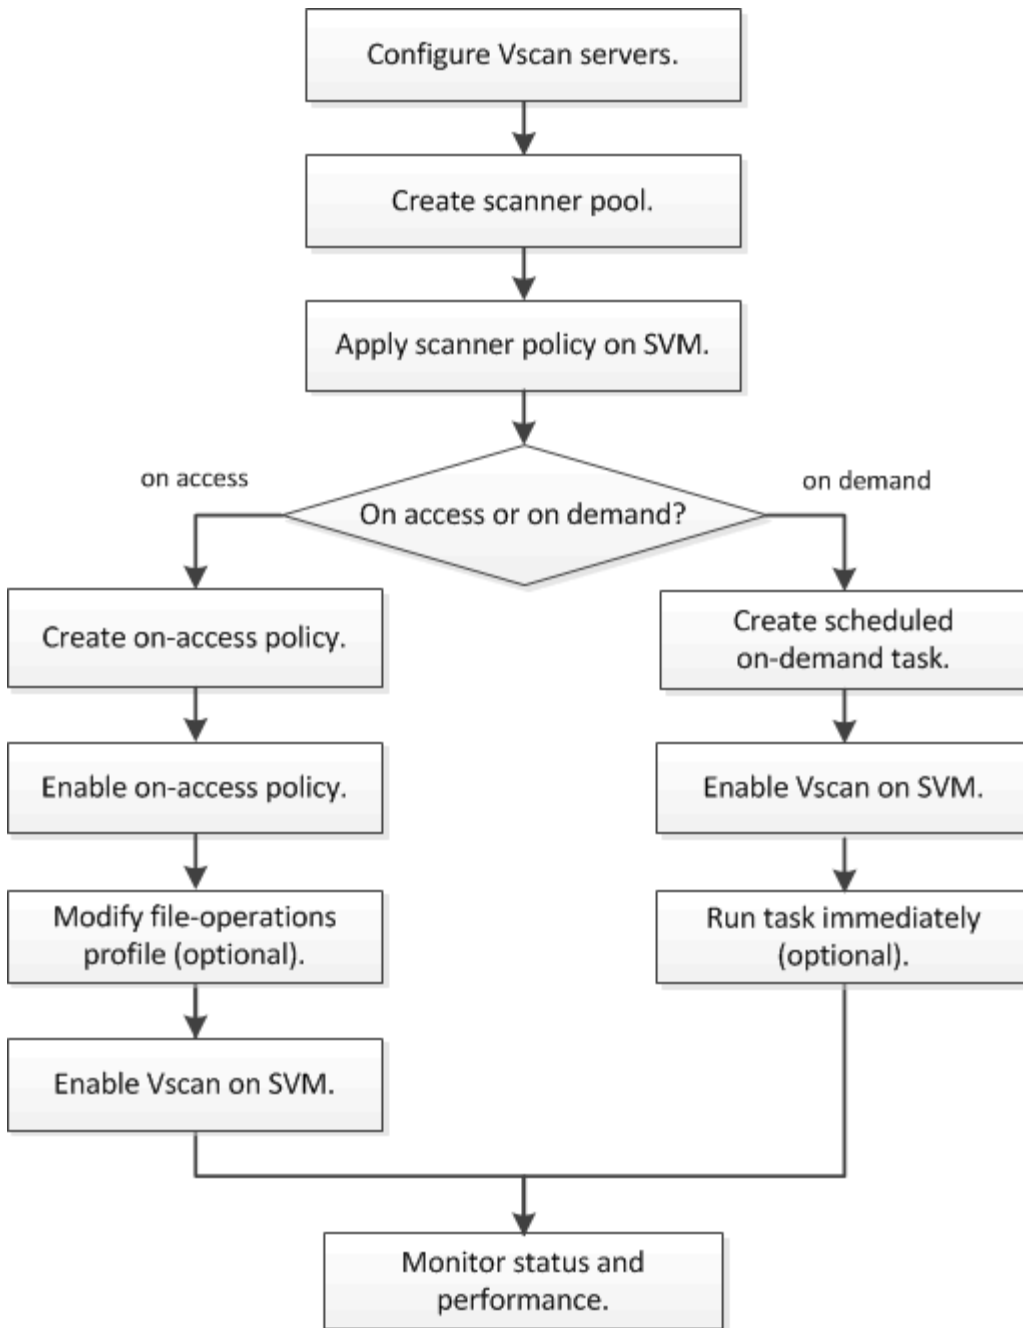 Configure Vscan servers.
Create scanner pool.
Apply scanner policy on SVM.
on access
on demand
On access or on demand?
Create on-access policy.
Create scheduled
on-demand task.
Enable on-access policy.
Enable Vscan on SVM.
Modify file-operations
profile (optional).
Run task immediately
(optional).
Enable Vscan on SVM.
Monitor status and
performance.